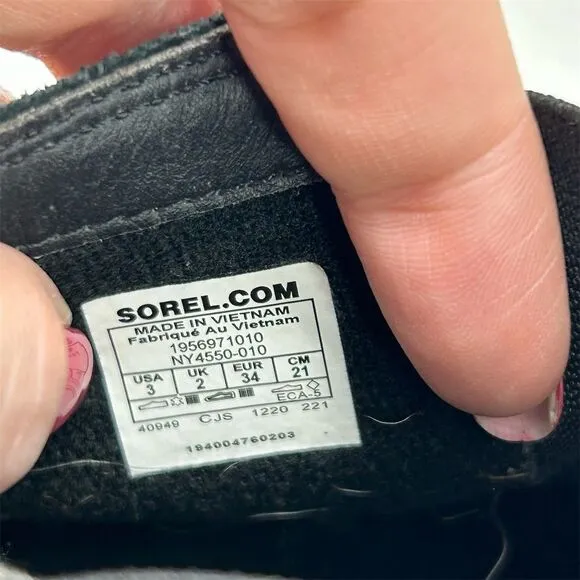 SOREL.COM
MADE IN VIETNAM
Fabriqué Au Vietnam
1956971010
NY4550-010
USA UK EUR CM
3 2 34 21
ECA-5
40949 CJS 1220 221
194004760203